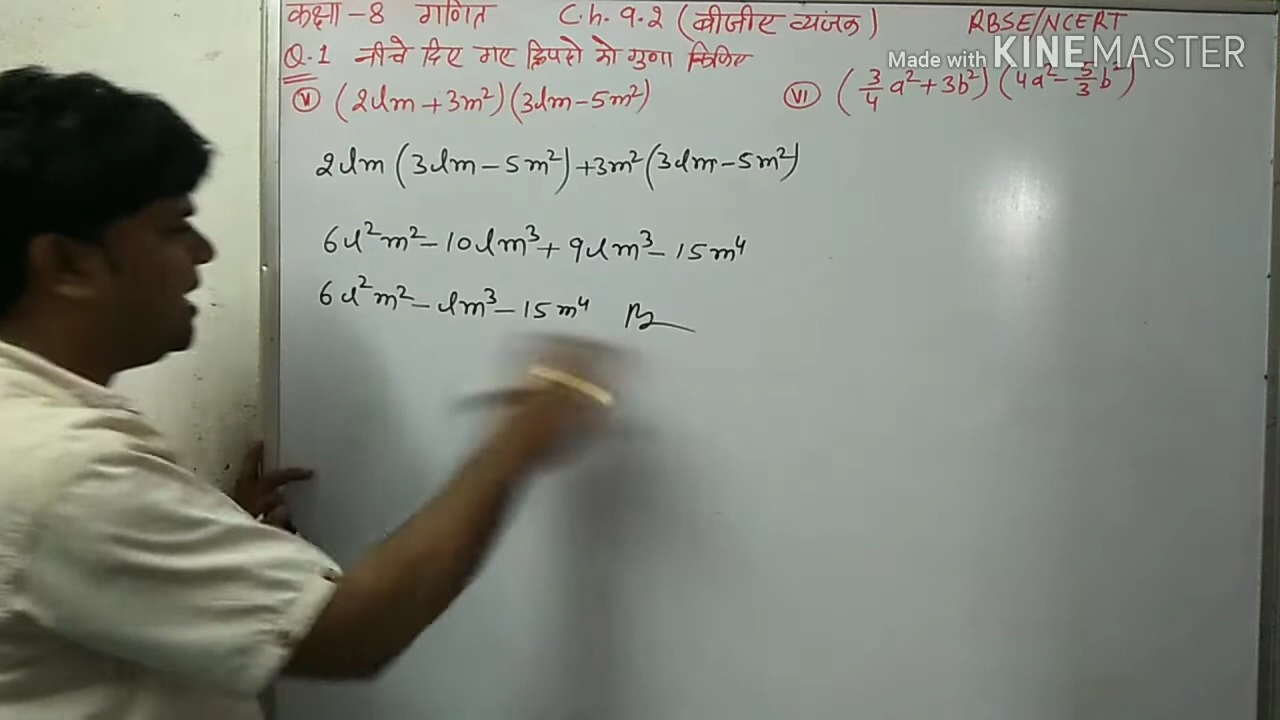 कक्षा -8 गणित Ch. 9.2 (बीजीए व्यंजक) RBSE/NCERT
Made with KINEMASTER
Q.1 नीचे दिए गए द्विपदो को गुणा किजिए
(V) (2lm + 3m²)(3lm - 5m²) (VI) (3/4 a² + 3b²)(4a² - 5/3 b²)
2lm (3lm - 5m²) + 3m² (3lm - 5m²)
6l²m² - 10lm³ + 9lm³ - 15m⁴
6l²m² - lm³ - 15m⁴